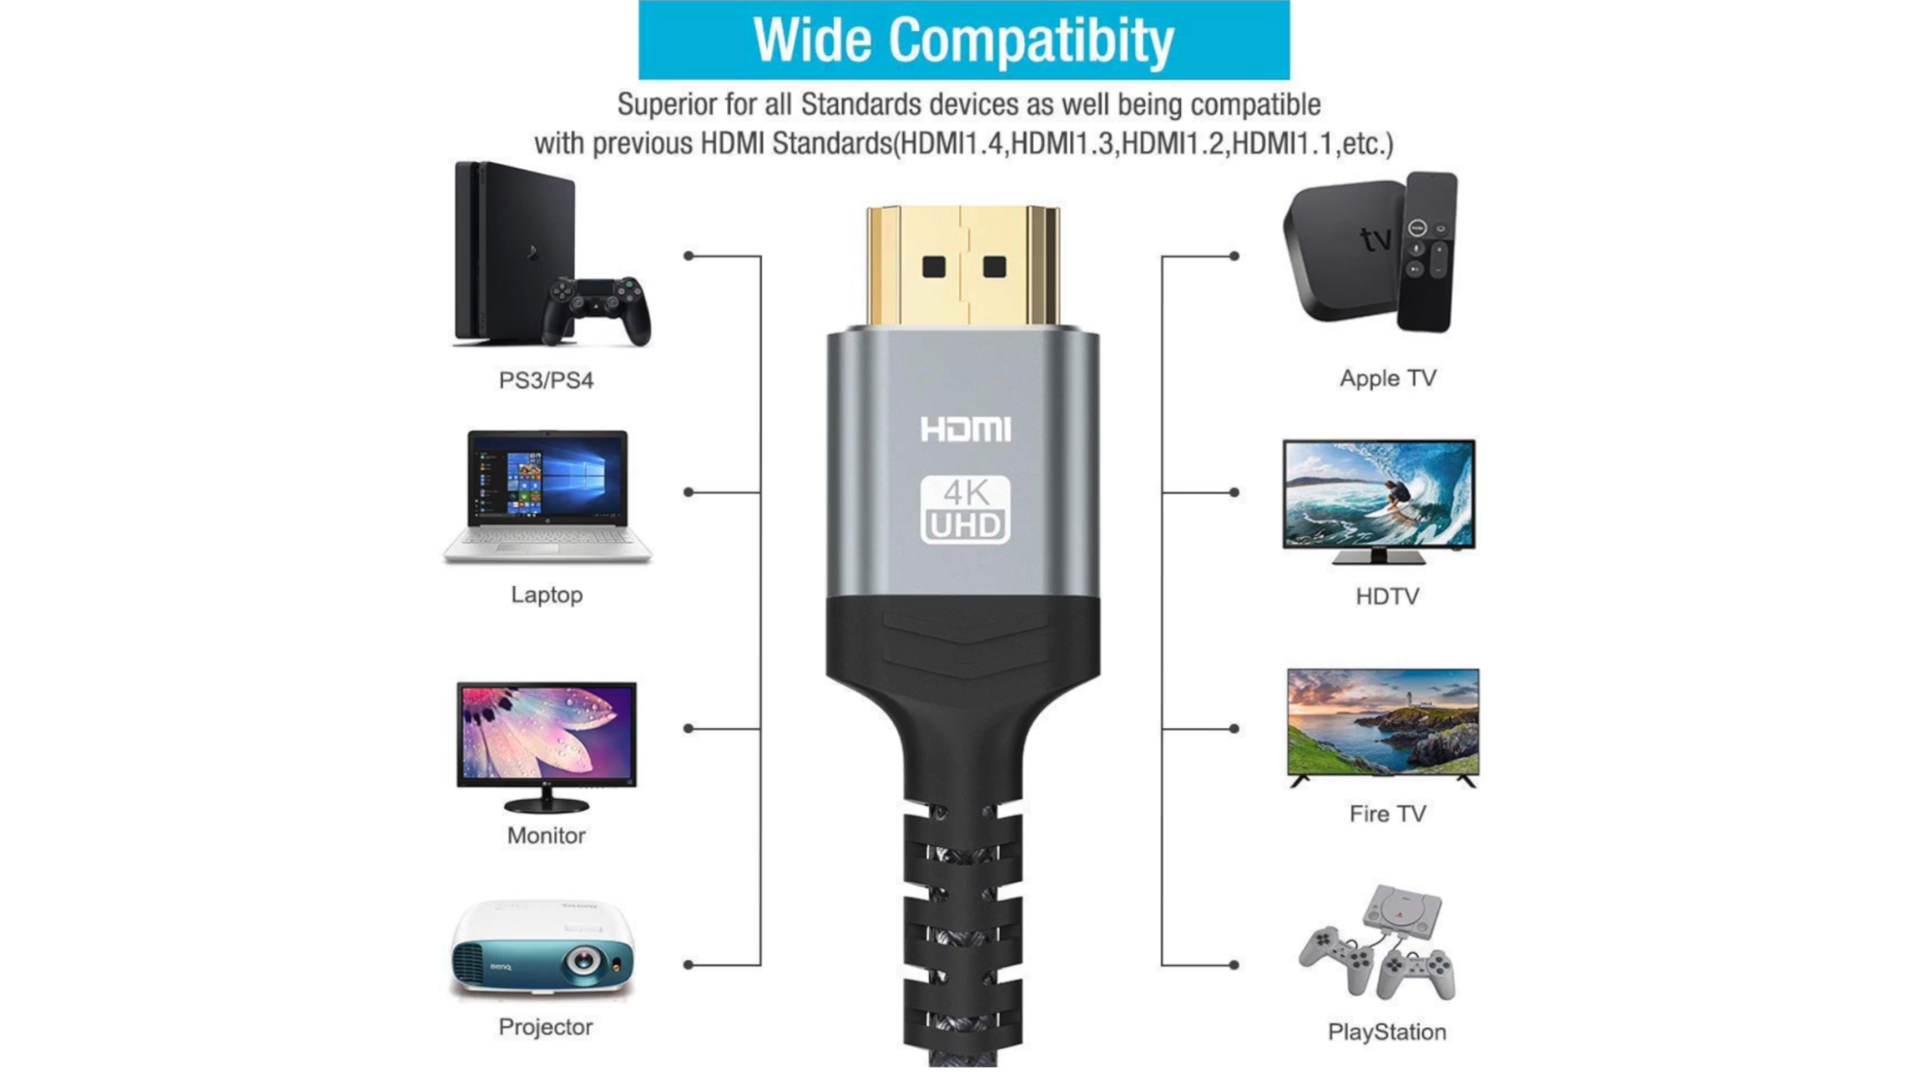 Wide Compatibity
Superior for all Standards devices as well being compatible
with previous HDMI Standards(HDMI1.4,HDMI1.3,HDMI1.2,HDMI1.1,etc.)
tv
PS3/PS4
Apple TV
HDMI
4K
UHD
Laptop
HDTV
Monitor
Fire TV
BenQ
Projector
PlayStation